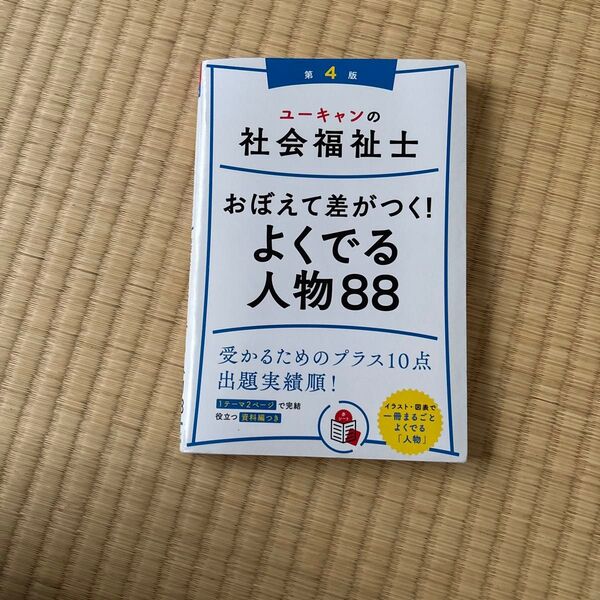 第4版
ユーキャンの
社会福祉士
おぼえて差がつく!
よくでる
人物88
受かるためのプラス10点
出題実績順!
1テーマ2ページで完結
役立つ資料編つき
赤
シート
イラスト・図表で
一冊まるごと
よくでる
「人物」